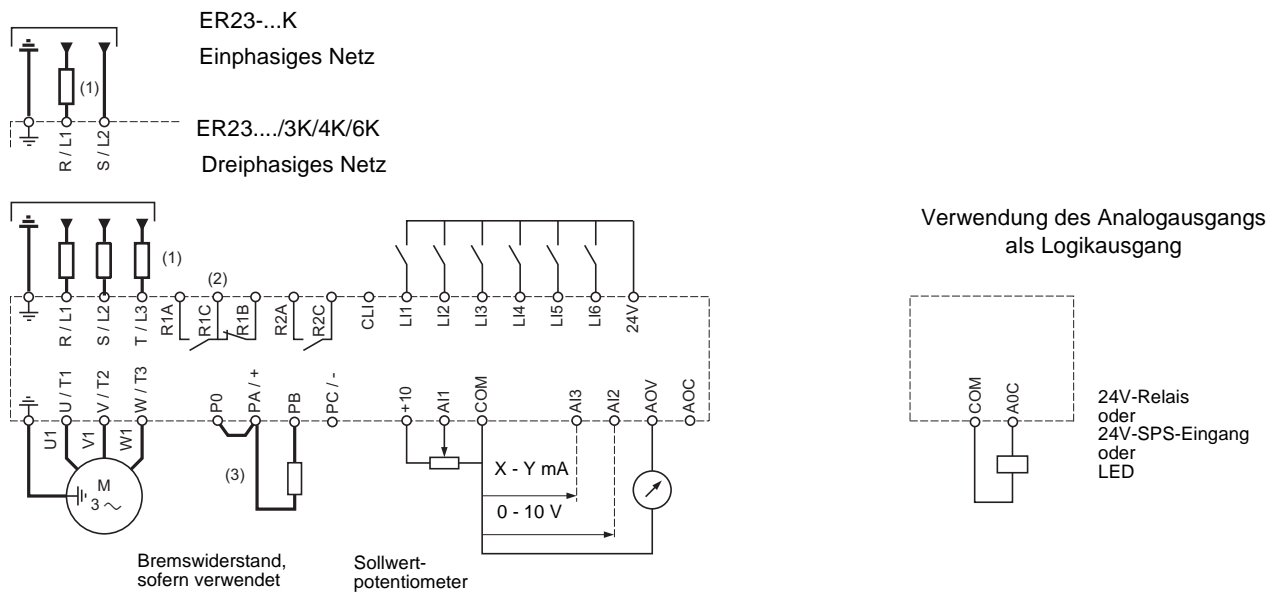 ER23-...K
Einphasiges Netz
(1)
R / L1
S / L2
ER23..../3K/4K/6K
Dreiphasiges Netz
(1)
(2)
R / L1
S / L2
T / L3
R1A
R1C
R1B
R2A
R2C
CLI
LI1
LI2
LI3
LI4
LI5
LI6
24V
U / T1
V / T2
W / T3
P0
PA / +
PB
PC / -
+10
AI1
COM
AI3
AI2
AOV
AOC
U1
V1
W1
M
3
(3)
X - Y mA
0 - 10 V
Bremswiderstand,
sofern verwendet
Sollwert-
potentiometer
Verwendung des Analogausgangs
als Logikausgang
COM
A0C
24V-Relais
oder
24V-SPS-Eingang
oder
LED